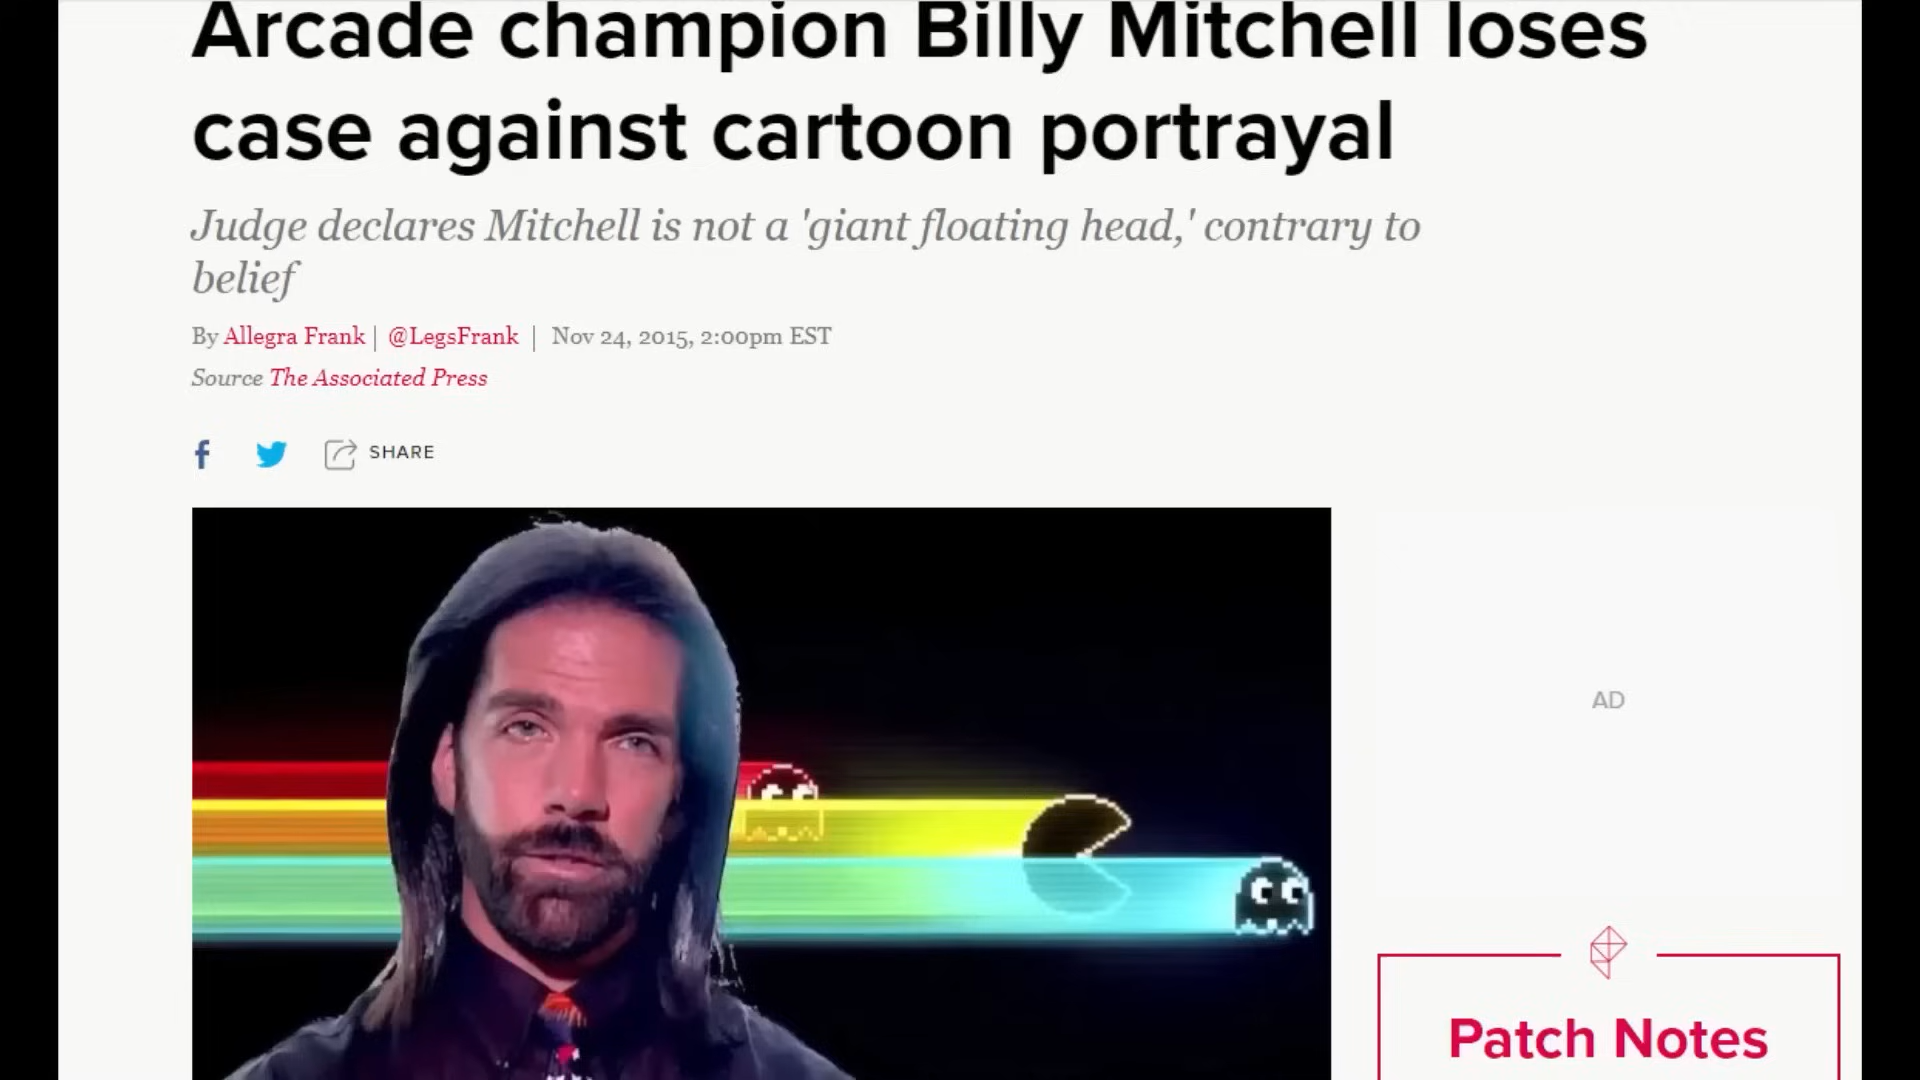 Arcade champion Billy Mitchell loses
case against cartoon portrayal
Judge declares Mitchell is not a 'giant floating head,' contrary to
belief
By Allegra Frank | @LegsFrank | Nov 24, 2015, 2:00pm EST
Source The Associated Press
f SHARE
AD
Patch Notes